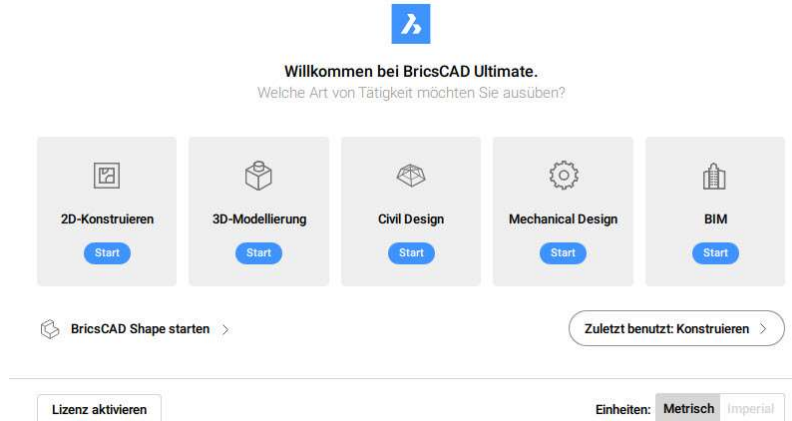 Willkommen bei BricsCAD Ultimate.
Welche Art von Tätigkeit möchten Sie ausüben?
2D-Konstruieren
Start
3D-Modellierung
Start
Civil Design
Start
Mechanical Design
Start
BIM
Start
BricsCAD Shape starten
Zuletzt benutzt: Konstruieren
Lizenz aktivieren
Einheiten: Metrisch Imperial